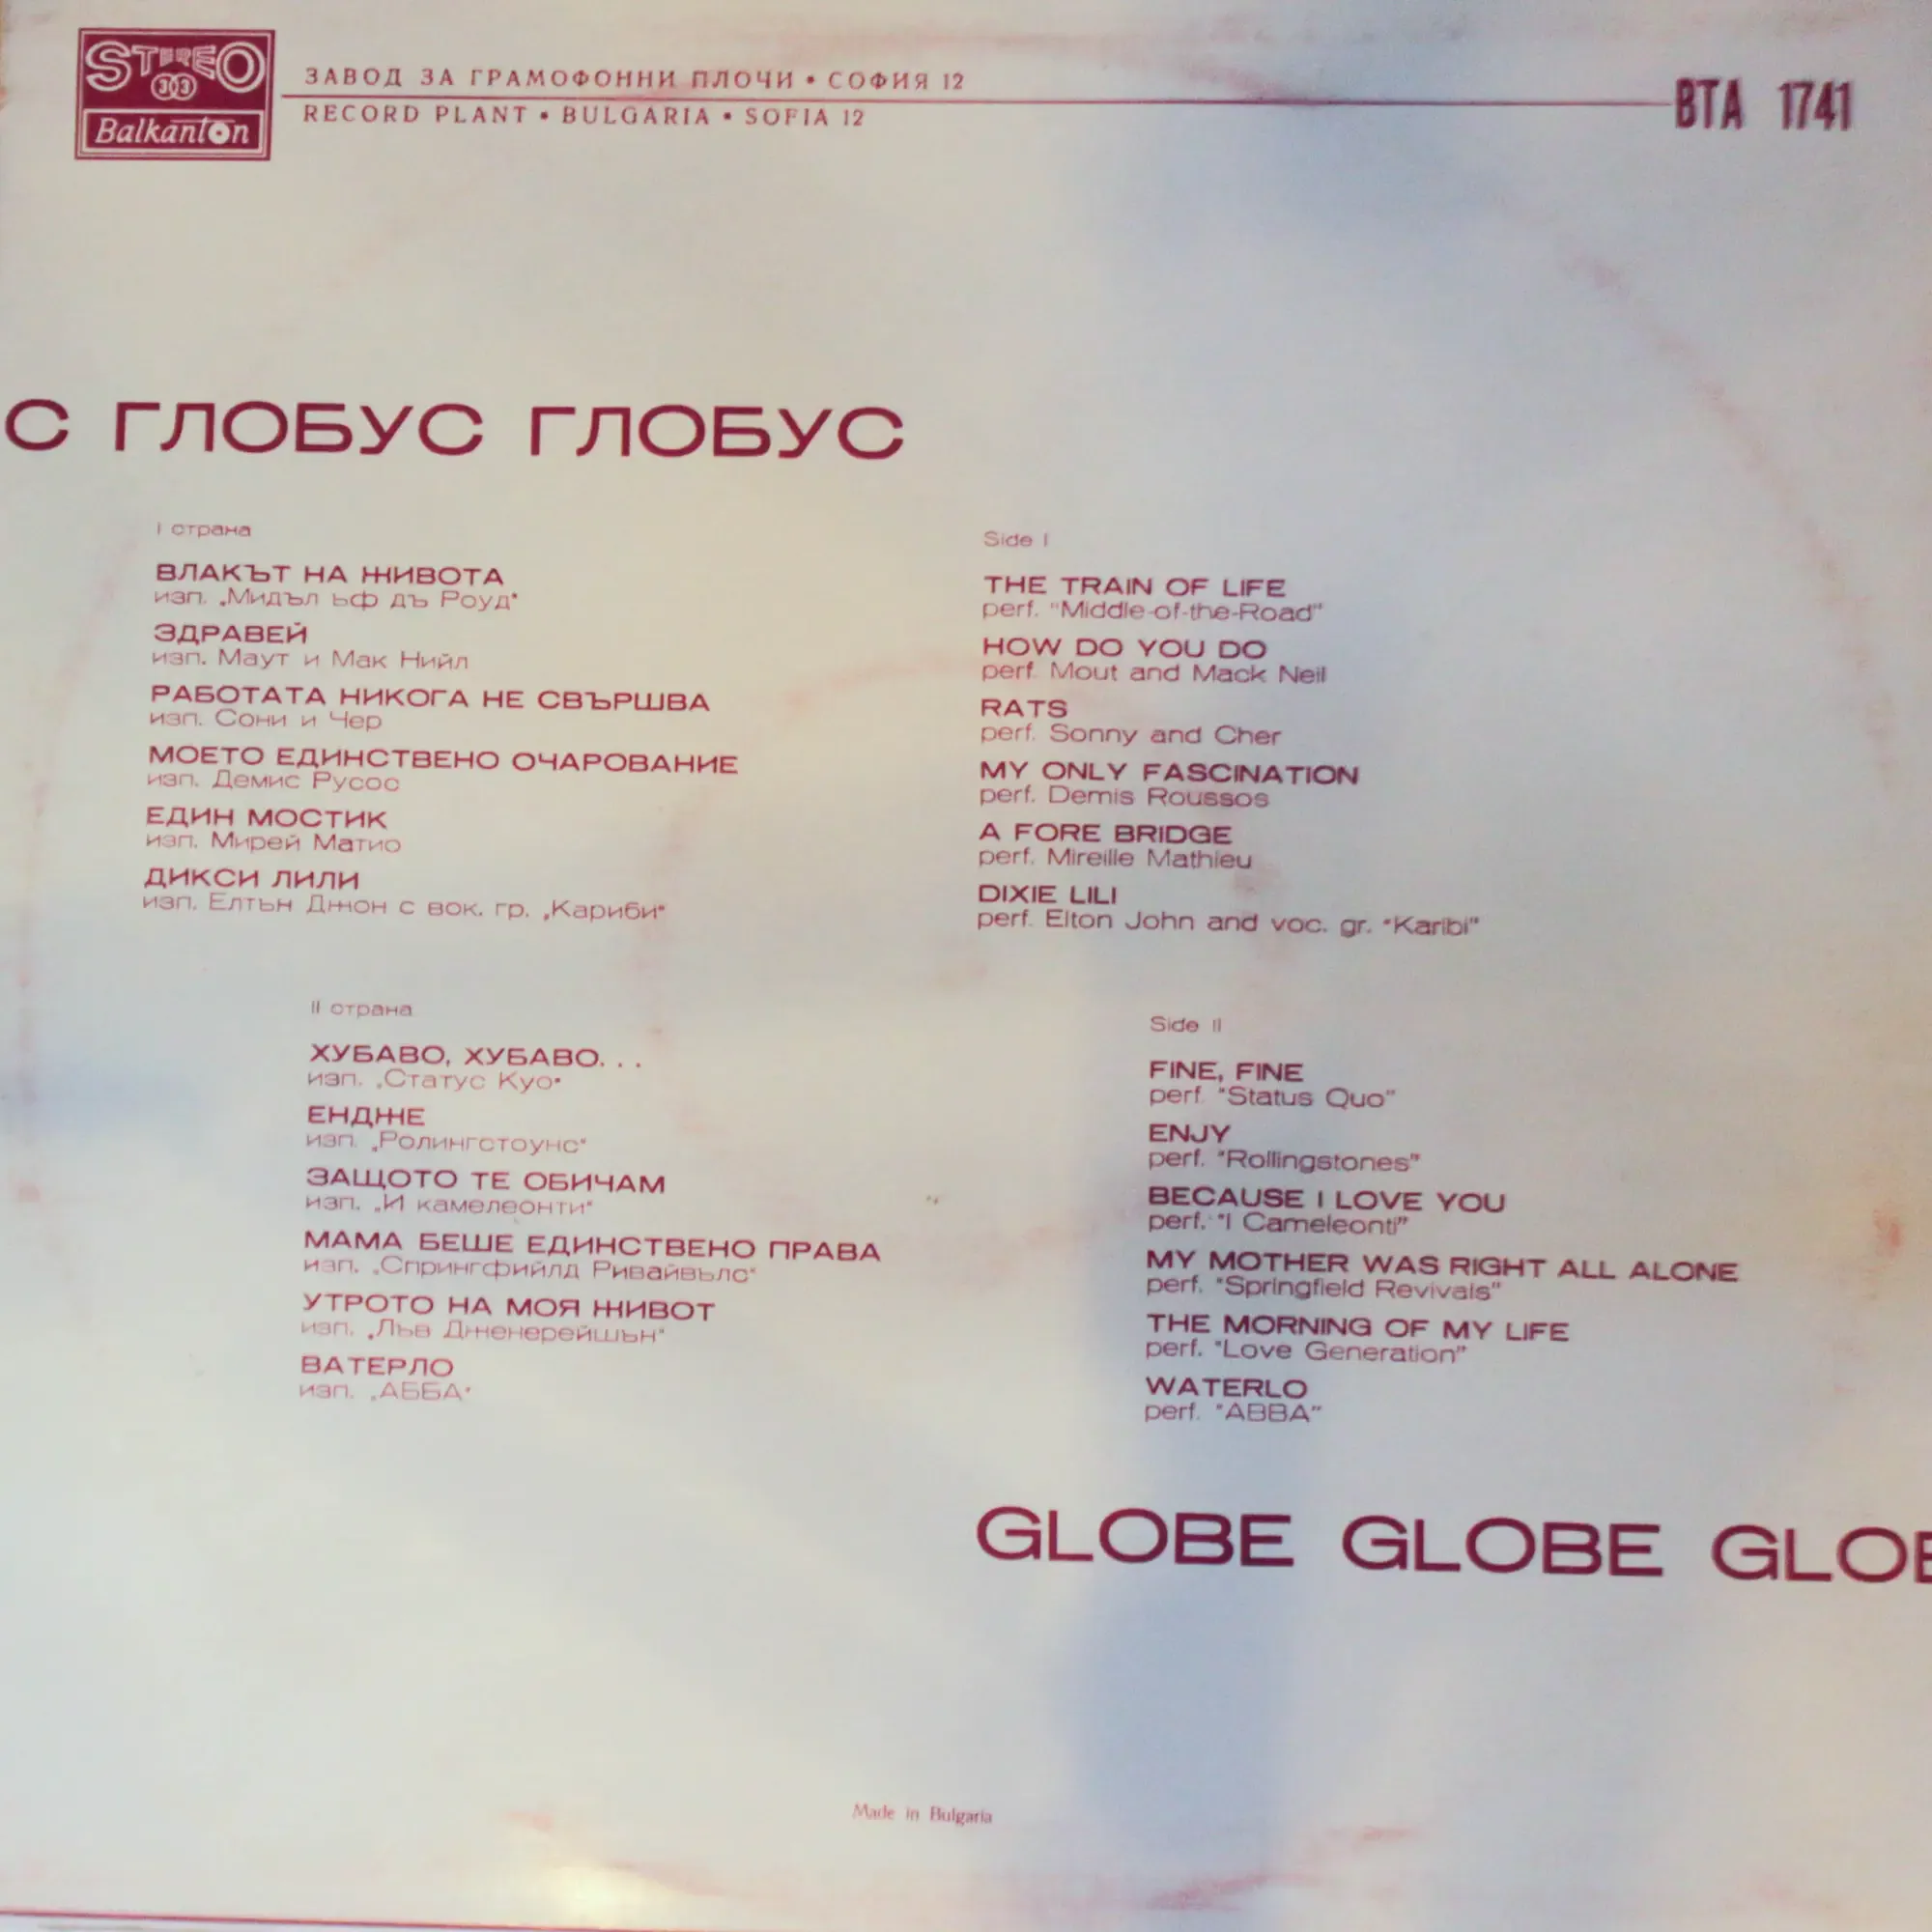 STEREO
33
Balkanton
ЗАВОД ЗА ГРАМОФОННИ ПЛОЧИ • СОФИЯ 12
RECORD PLANT • BULGARIA • SOFIA 12
ВТА 1741
С ГЛОБУС ГЛОБУС
I страна
ВЛАКЪТ НА ЖИВОТА
изп. „Мидъл ъф дъ Роуд"
ЗДРАВЕЙ
изп. Маут и Мак Нийл
РАБОТАТА НИКОГА НЕ СВЪРШВА
изп. Сони и Чер
МОЕТО ЕДИНСТВЕНО ОЧАРОВАНИЕ
изп. Демис Русос
ЕДИН МОСТИК
изп. Мирей Матио
ДИКСИ ЛИЛИ
изп. Елтън Джон с вок. гр. „Кариби"
Side I
THE TRAIN OF LIFE
perf. "Middle-of-the-Road"
HOW DO YOU DO
perf. Mout and Mack Neil
RATS
perf. Sonny and Cher
MY ONLY FASCINATION
perf. Demis Roussos
A FORE BRIDGE
perf. Mireille Mathieu
DIXIE LILI
perf. Elton John and voc. gr. "Karibi"
II страна
ХУБАВО, ХУБАВО. . .
изп. „Статус Куо"
ЕНДЖЕ
изп. „Ролингстоунс"
ЗАЩОТО ТЕ ОБИЧАМ
изп. „И камелеонти"
МАМА БЕШЕ ЕДИНСТВЕНО ПРАВА
изп. „Спрингфийлд Ривайвълс"
УТРОТО НА МОЯ ЖИВОТ
изп. „Лъв Дженерейшън"
ВАТЕРЛО
изп. „АББА"
Side II
FINE, FINE
perf. "Status Quo"
ENJY
perf. "Rollingstones"
BECAUSE I LOVE YOU
perf. "I Cameleonti"
MY MOTHER WAS RIGHT ALL ALONE
perf. "Springfield Revivals"
THE MORNING OF MY LIFE
perf. "Love Generation"
WATERLO
perf. "ABBA"
GLOBE GLOBE GLOB
Made in Bulgaria